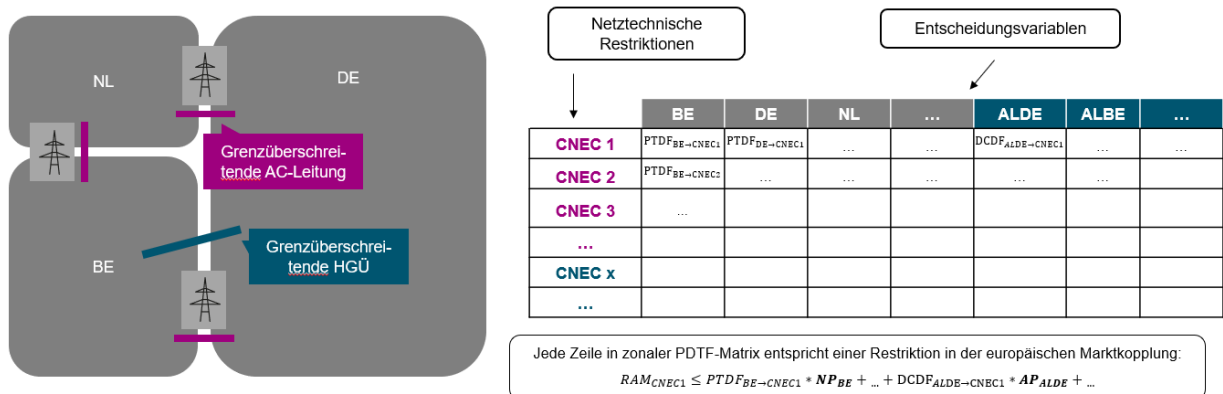 NL
DE
Grenzüberschrei-
tende AC-Leitung
BE
Grenzüberschrei-
tende HGÜ
Netztechnische
Restriktionen
Entscheidungsvariablen
BE DE NL ... ALDE ALBE ...
CNEC 1 PTDF_BE→CNEC1 PTDF_DE→CNEC1 ... ... DCDF_ALDE→CNEC1 ... ...
CNEC 2 PTDF_BE→CNEC2 ... ... ... ... ...
CNEC 3 ...
...
CNEC x
...
Jede Zeile in zonaler PDTF-Matrix entspricht einer Restriktion in der europäischen Marktkopplung:
RAM_CNEC1 ≤ PTDF_BE→CNEC1 * NP_BE + ... + DCDF_ALDE→CNEC1 * AP_ALDE + ...